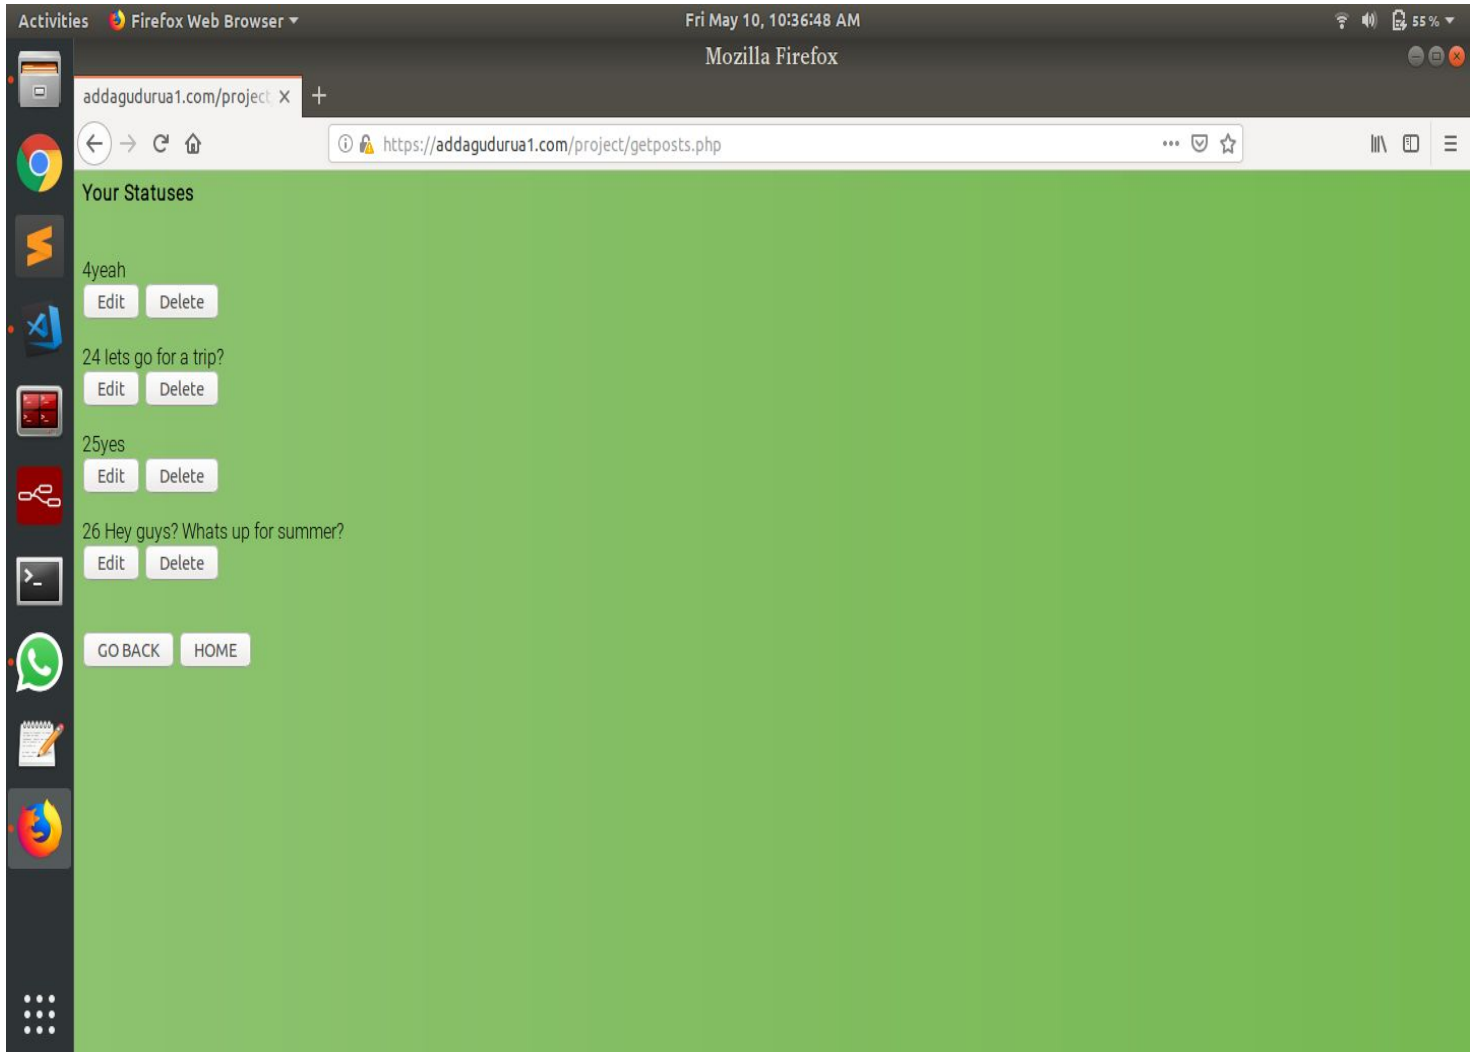 Activities Firefox Web Browser Fri May 10, 10:36:48 AM 55 %
Mozilla Firefox
addagudurua1.com/project
https://addagudurua1.com/project/getposts.php
Your Statuses
4yeah
Edit Delete
24 lets go for a trip?
Edit Delete
25yes
Edit Delete
26 Hey guys? Whats up for summer?
Edit Delete
GO BACK HOME